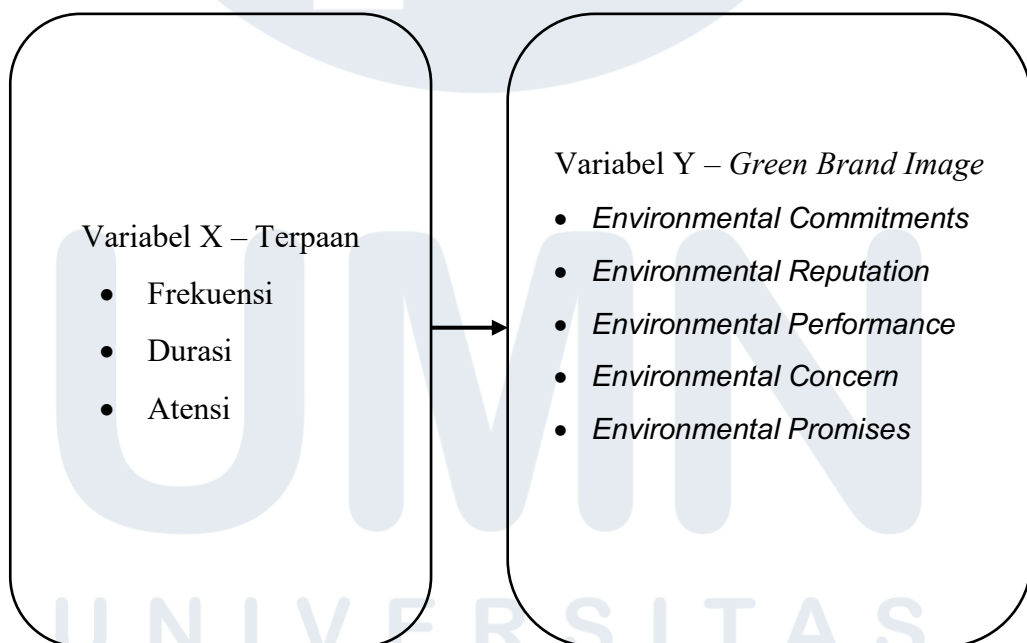 Variabel X – Terpaan
• Frekuensi
• Durasi
• Atensi
Variabel Y – Green Brand Image
• Environmental Commitments
• Environmental Reputation
• Environmental Performance
• Environmental Concern
• Environmental Promises
UMN
UNIVERSITAS